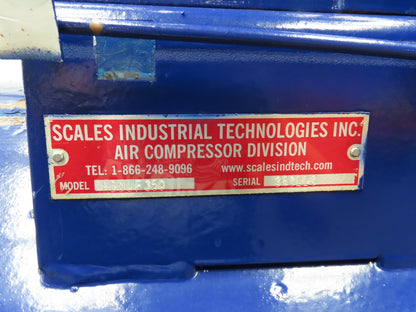 SCALES INDUSTRIAL TECHNOLOGIES INC.
AIR COMPRESSOR DIVISION
TEL: 1-866-248-9096 www.scalesindtech.com
MODEL SERIAL